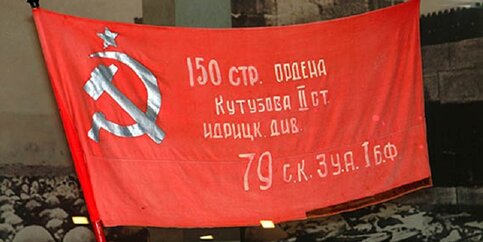 150 стр. ОРДЕНА
Кутузова II ст.
идрицк. див.
79 с.к. 3 у.а. 1 б.ф